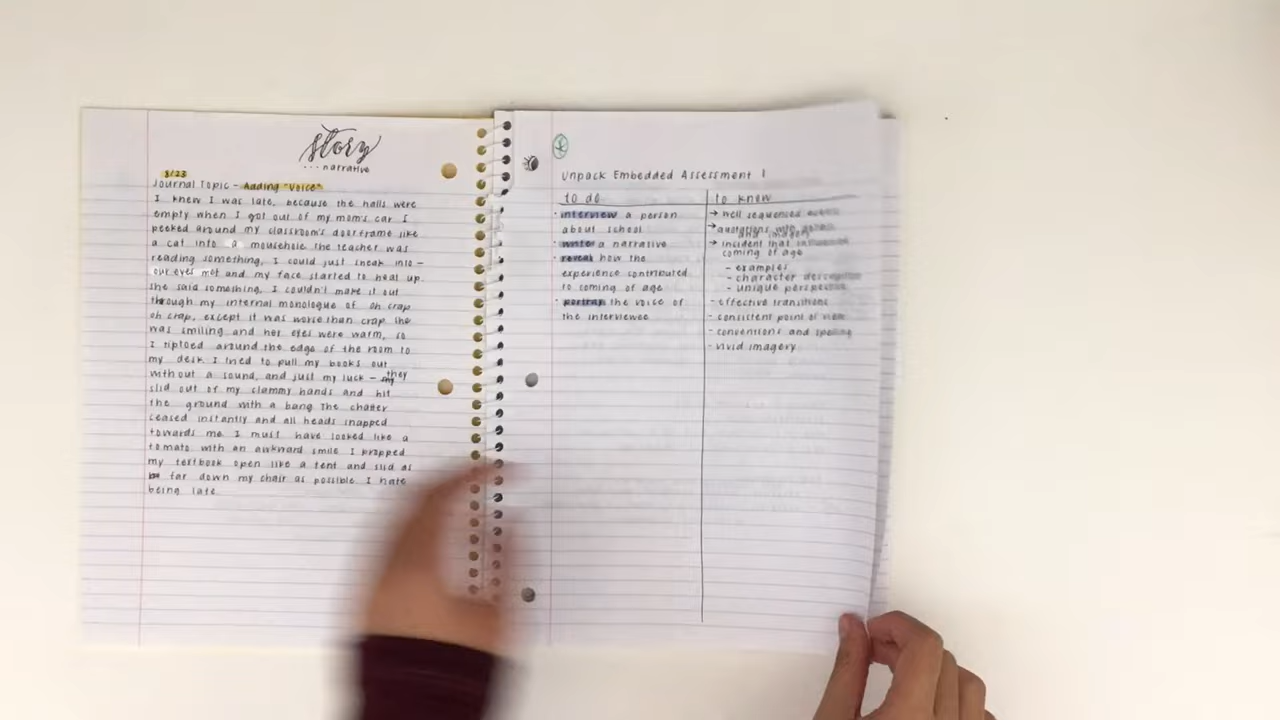 story
...narrative
8/23
Journal Topic - Adding "Voice"
I knew I was late, because the halls were
empty when I got out of my mom's car I
peeked around my classroom's doorframe like
a cat into a mousehole the teacher was
reading something, I could just sneak into -
our eyes met and my face started to heat up.
she said something, I couldn't make it out
through my internal monologue of oh crap
oh crap, except it was worse than crap she
was smiling and her eyes were warm, so
I tiptoed around the edge of the room to
my desk I tried to pull my books out
without a sound, and just my luck - they
slid out of my clammy hands and hit
the ground with a bang The chatter
ceased instantly and all heads snapped
towards me I must have looked like a
tomato with an awkward smile I propped
my textbook open like a tent and slid as
far down my chair as possible I hate
being late
Unpack Embedded Assessment 1
to do
to know
· interview a person
about school
· write a narrative
· reveal how the
experience contributed
to coming of age
· portray the voice of
the interviewee
→ well sequenced events
→ quotations with
and imagery
→ incident that influenced
coming of age
- examples
- character description
- unique perspective
- effective transitions
- consistent point of view
- conventions and spelling
- vivid imagery